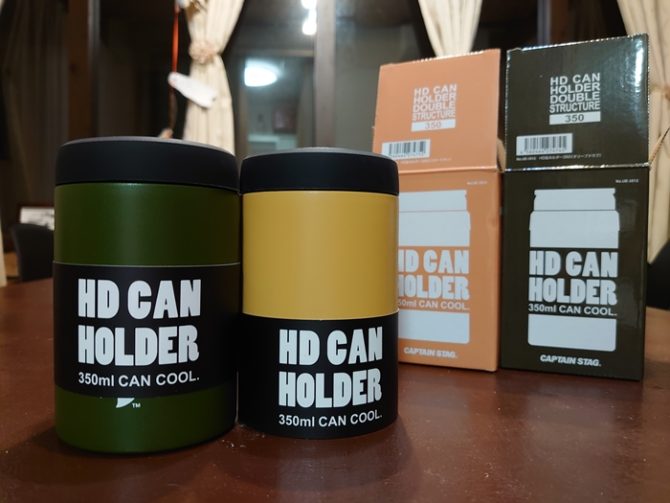 HD CAN
HOLDER
350ml CAN COOL.
TM
HD CAN
HOLDER
350ml CAN COOL.
HD CAN
HOLDER
DOUBLE
STRUCTURE
350
HD CAN
HOLDER
50ml CAN COOL.
CAPTAIN STAG.
HD CAN
HOLDER
DOUBLE
STRUCTURE
350
HD CAN
HOLDER
350ml CAN COOL.
CAPTAIN STAG.